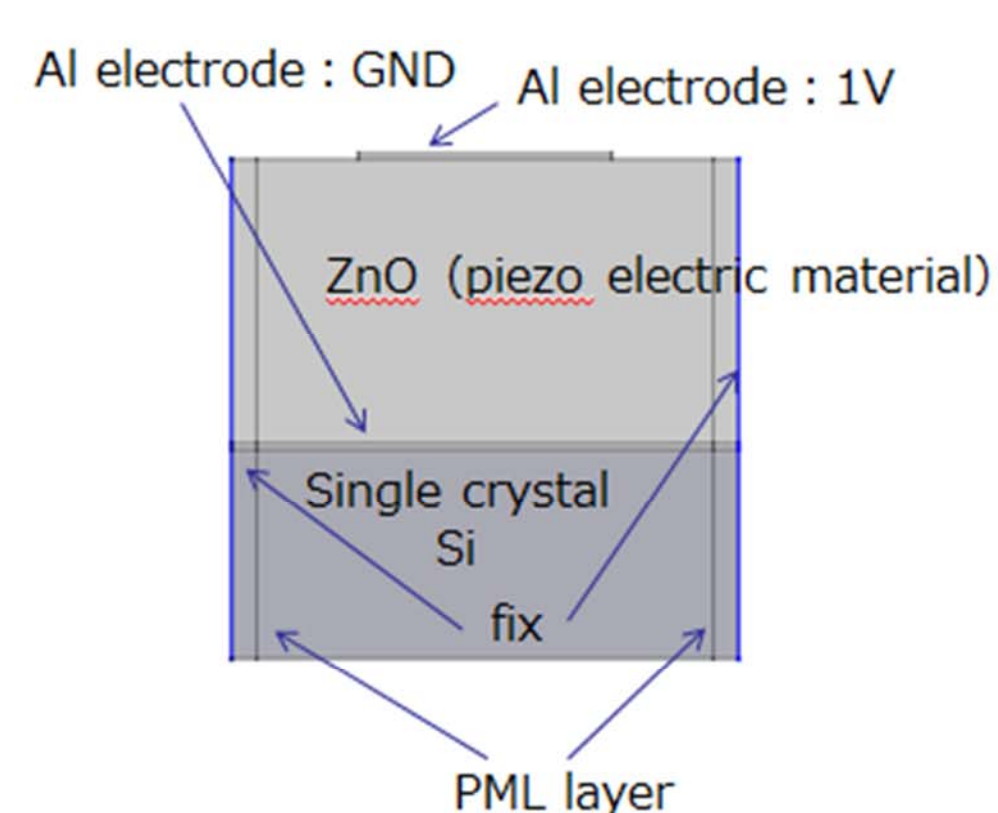 Al electrode : GND
Al electrode : 1V
ZnO (piezo electric material)
Single crystal
Si
fix
PML layer